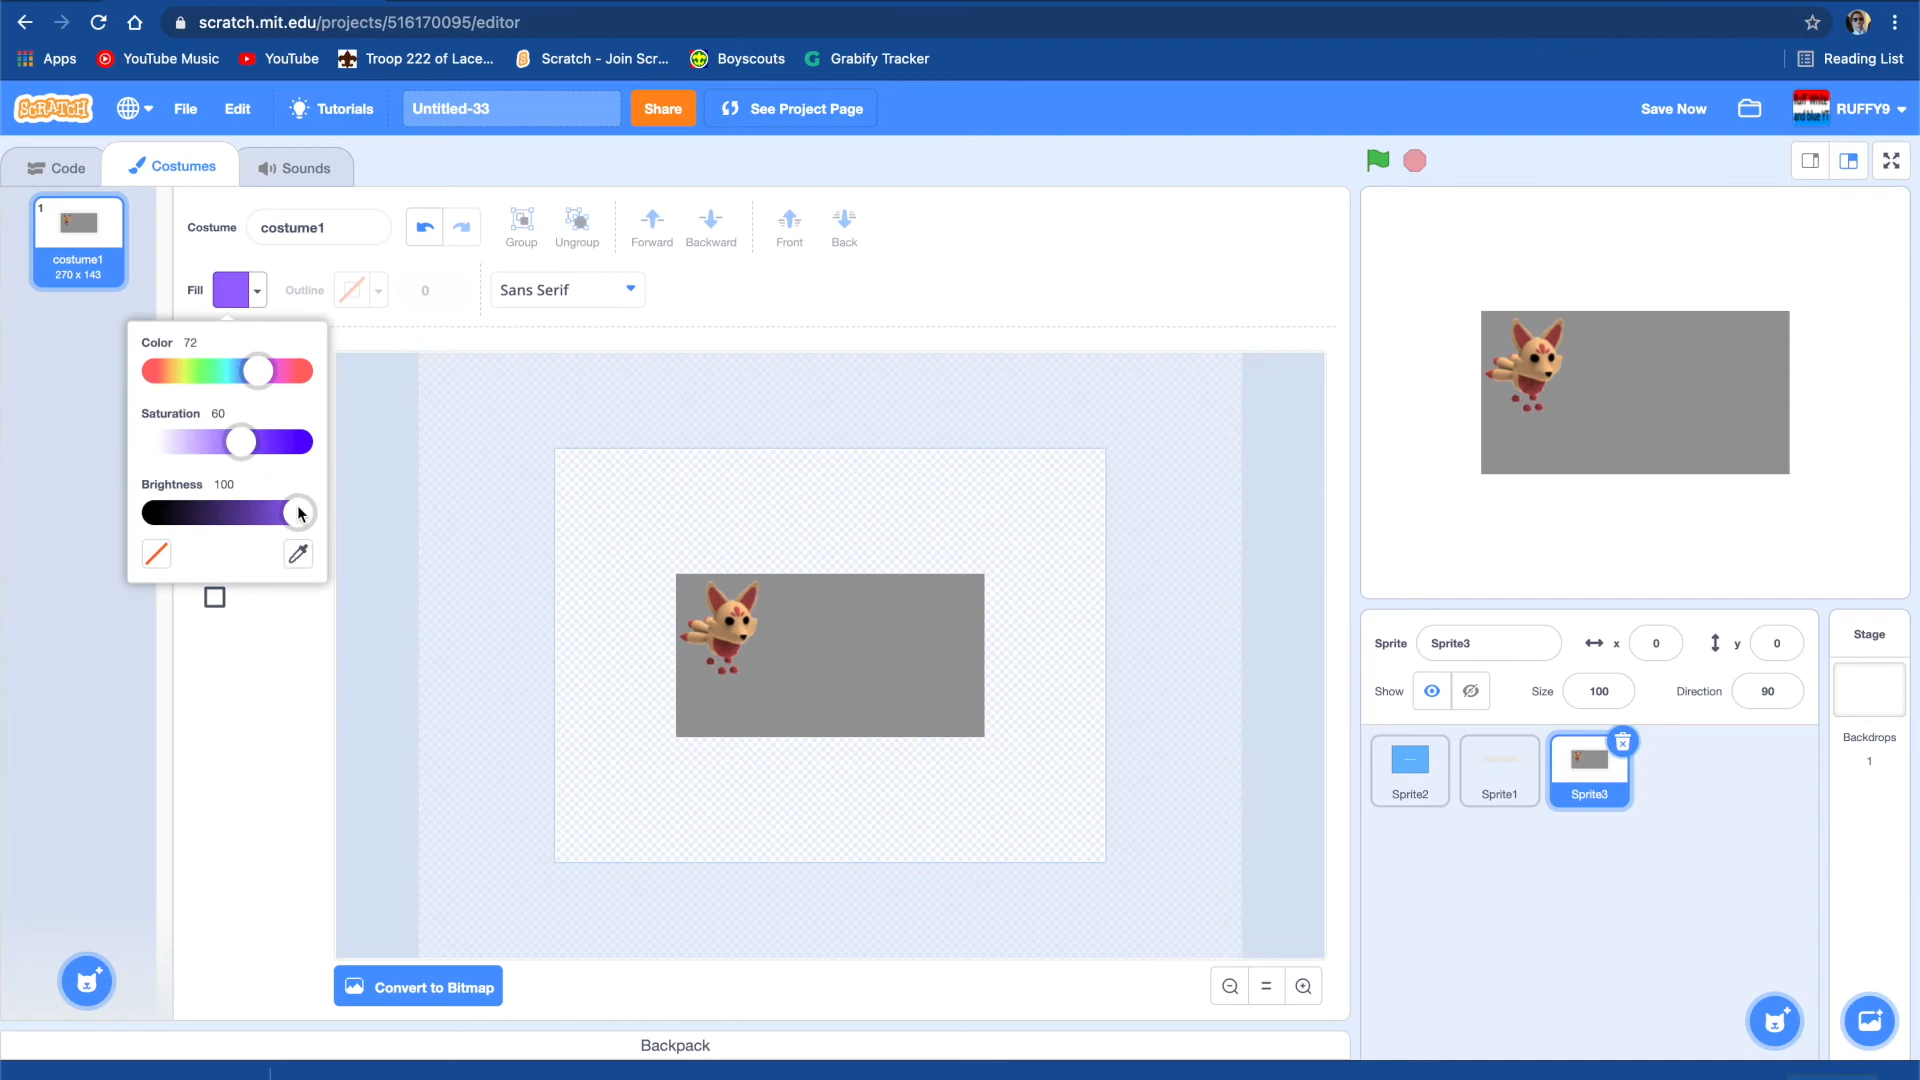 scratch.mit.edu/projects/516170095/editor
Apps YouTube Music YouTube Troop 222 of Lace... Scratch - Join Scr... Boyscouts Grabify Tracker Reading List
SCRATCH File Edit Tutorials Untitled-33 Share See Project Page Save Now RUFFY9
Code Costumes Sounds
1
costume1
270 x 143
Costume costume1 Group Ungroup Forward Backward Front Back
Fill Outline 0 Sans Serif
Color 72
Saturation 60
Brightness 100
Convert to Bitmap
Backpack
Sprite Sprite3 x 0 y 0
Show Size 100 Direction 90
Sprite2 Sprite1 Sprite3
Stage
Backdrops
1